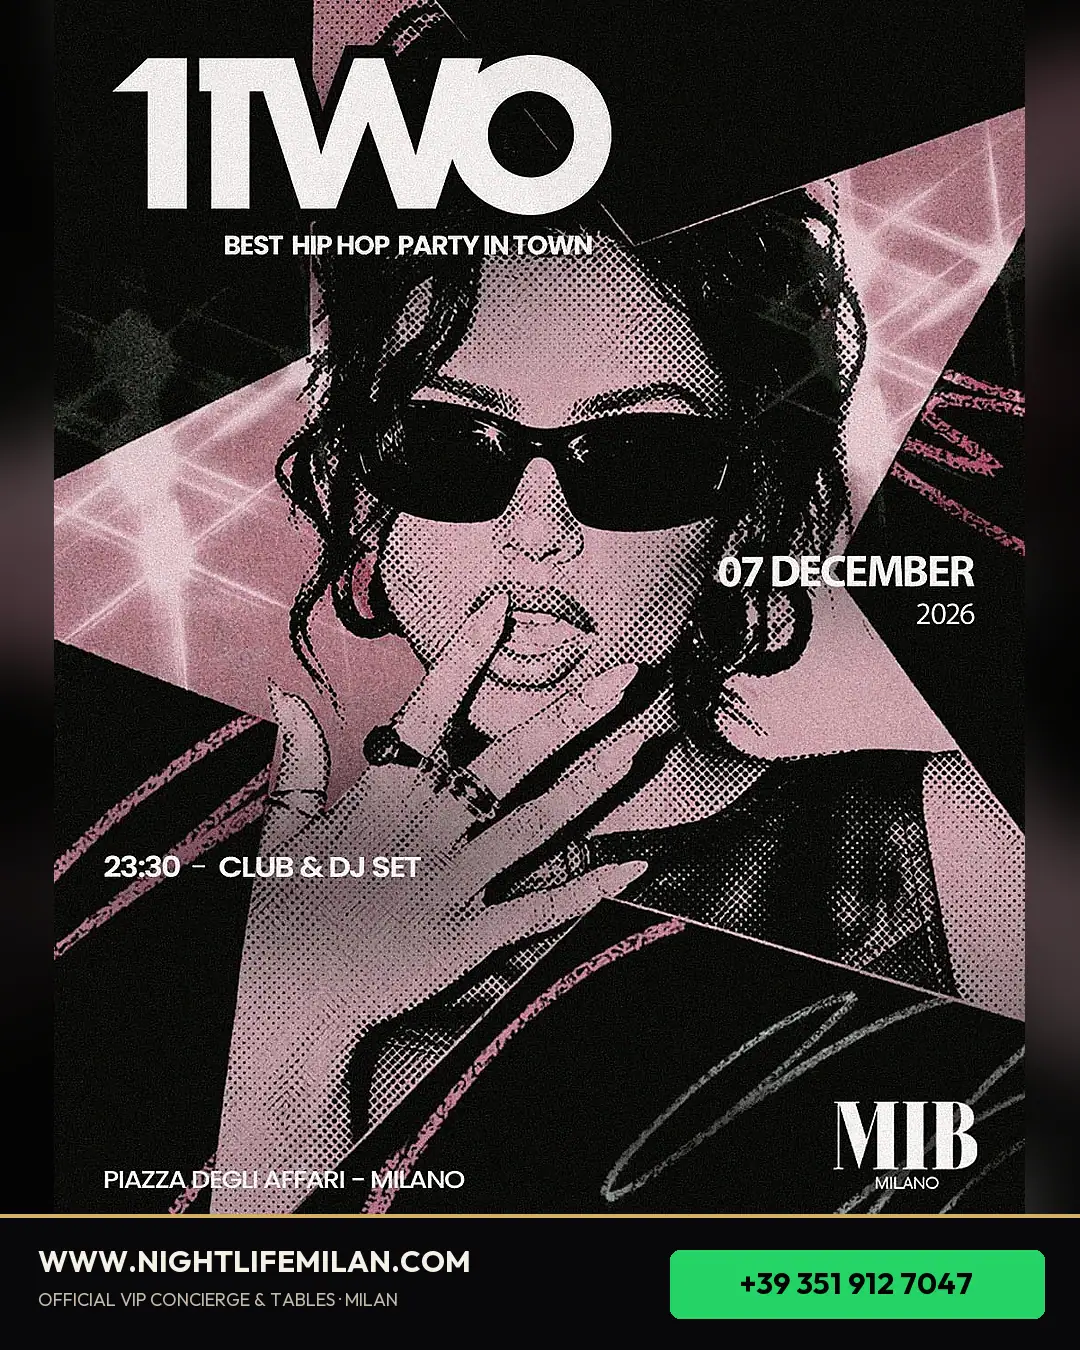 1TWO
BEST HIP HOP PARTY IN TOWN
07 DECEMBER
2026
23:30 – CLUB & DJ SET
PIAZZA DEGLI AFFARI – MILANO
MIB
MILANO
WWW.NIGHTLIFEMILAN.COM
OFFICIAL VIP CONCIERGE & TABLES · MILAN
+39 351 912 7047